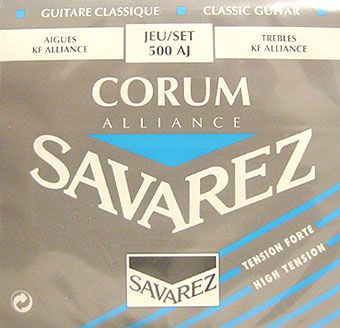 GUITARE CLASSIQUE
CLASSIC GUITAR
AIGUES
KF ALLIANCE
JEU/SET
500 AJ
TREBLES
KF ALLIANCE
CORUM
ALLIANCE
SAVAREZ
TENSION FORTE
HIGH TENSION
SAVAREZ